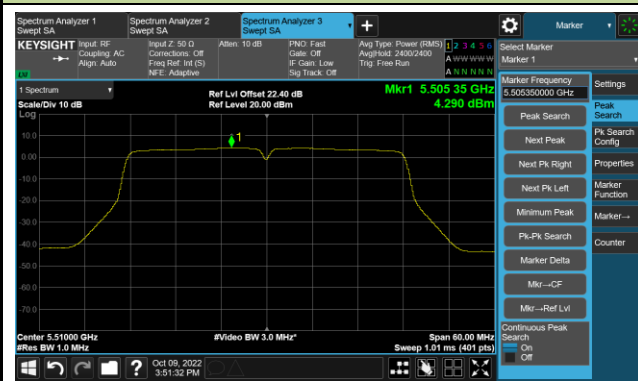 Spectrum Analyzer 1
Swept SA
Spectrum Analyzer 2
Swept SA
Spectrum Analyzer 3
Swept SA
+
Marker
KEYSIGHT
Input: RF
Coupling: AC
Align: Auto
Input Z: 50 Ω
Corrections: Off
Freq Ref: Int (S)
NFE: Adaptive
Atten: 10 dB
PNO: Fast
Gate: Off
IF Gain: Low
Sig Track: Off
Avg Type: Power (RMS)
Avg|Hold: 2400/2400
Trig: Free Run
1 2 3 4 5 6
A W W W W W
A N N N N N
LXI
Select Marker
Marker 1
1 Spectrum
Scale/Div 10 dB
Log
Ref Lvl Offset 22.40 dB
Ref Level 20.00 dBm
Mkr1 5.505 35 GHz
4.290 dBm
10.0
0.00
-10.0
-20.0
-30.0
-40.0
-50.0
-60.0
-70.0
1
Center 5.51000 GHz
#Res BW 1.0 MHz
#Video BW 3.0 MHz*
Span 60.00 MHz
Sweep 1.01 ms (401 pts)
Marker Frequency
5.505350000 GHz
Peak Search
Next Peak
Next Pk Right
Next Pk Left
Minimum Peak
Pk-Pk Search
Marker Delta
Mkr→CF
Mkr→Ref Lvl
Continuous Peak
Search
On
Off
Settings
Peak
Search
Pk Search
Config
Properties
Marker
Function
Marker→
Counter
?
Oct 09, 2022
3:51:32 PM